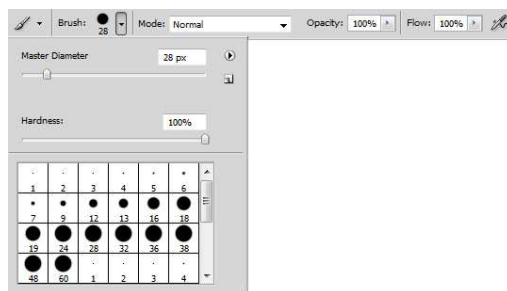 Brush: 28 Mode: Normal Opacity: 100% Flow: 100%
Master Diameter 28 px
Hardness: 100%
1 2 3 4 5 6
7 9 12 13 16 18
19 24 28 32 36 38
48 60 1 2 3 4